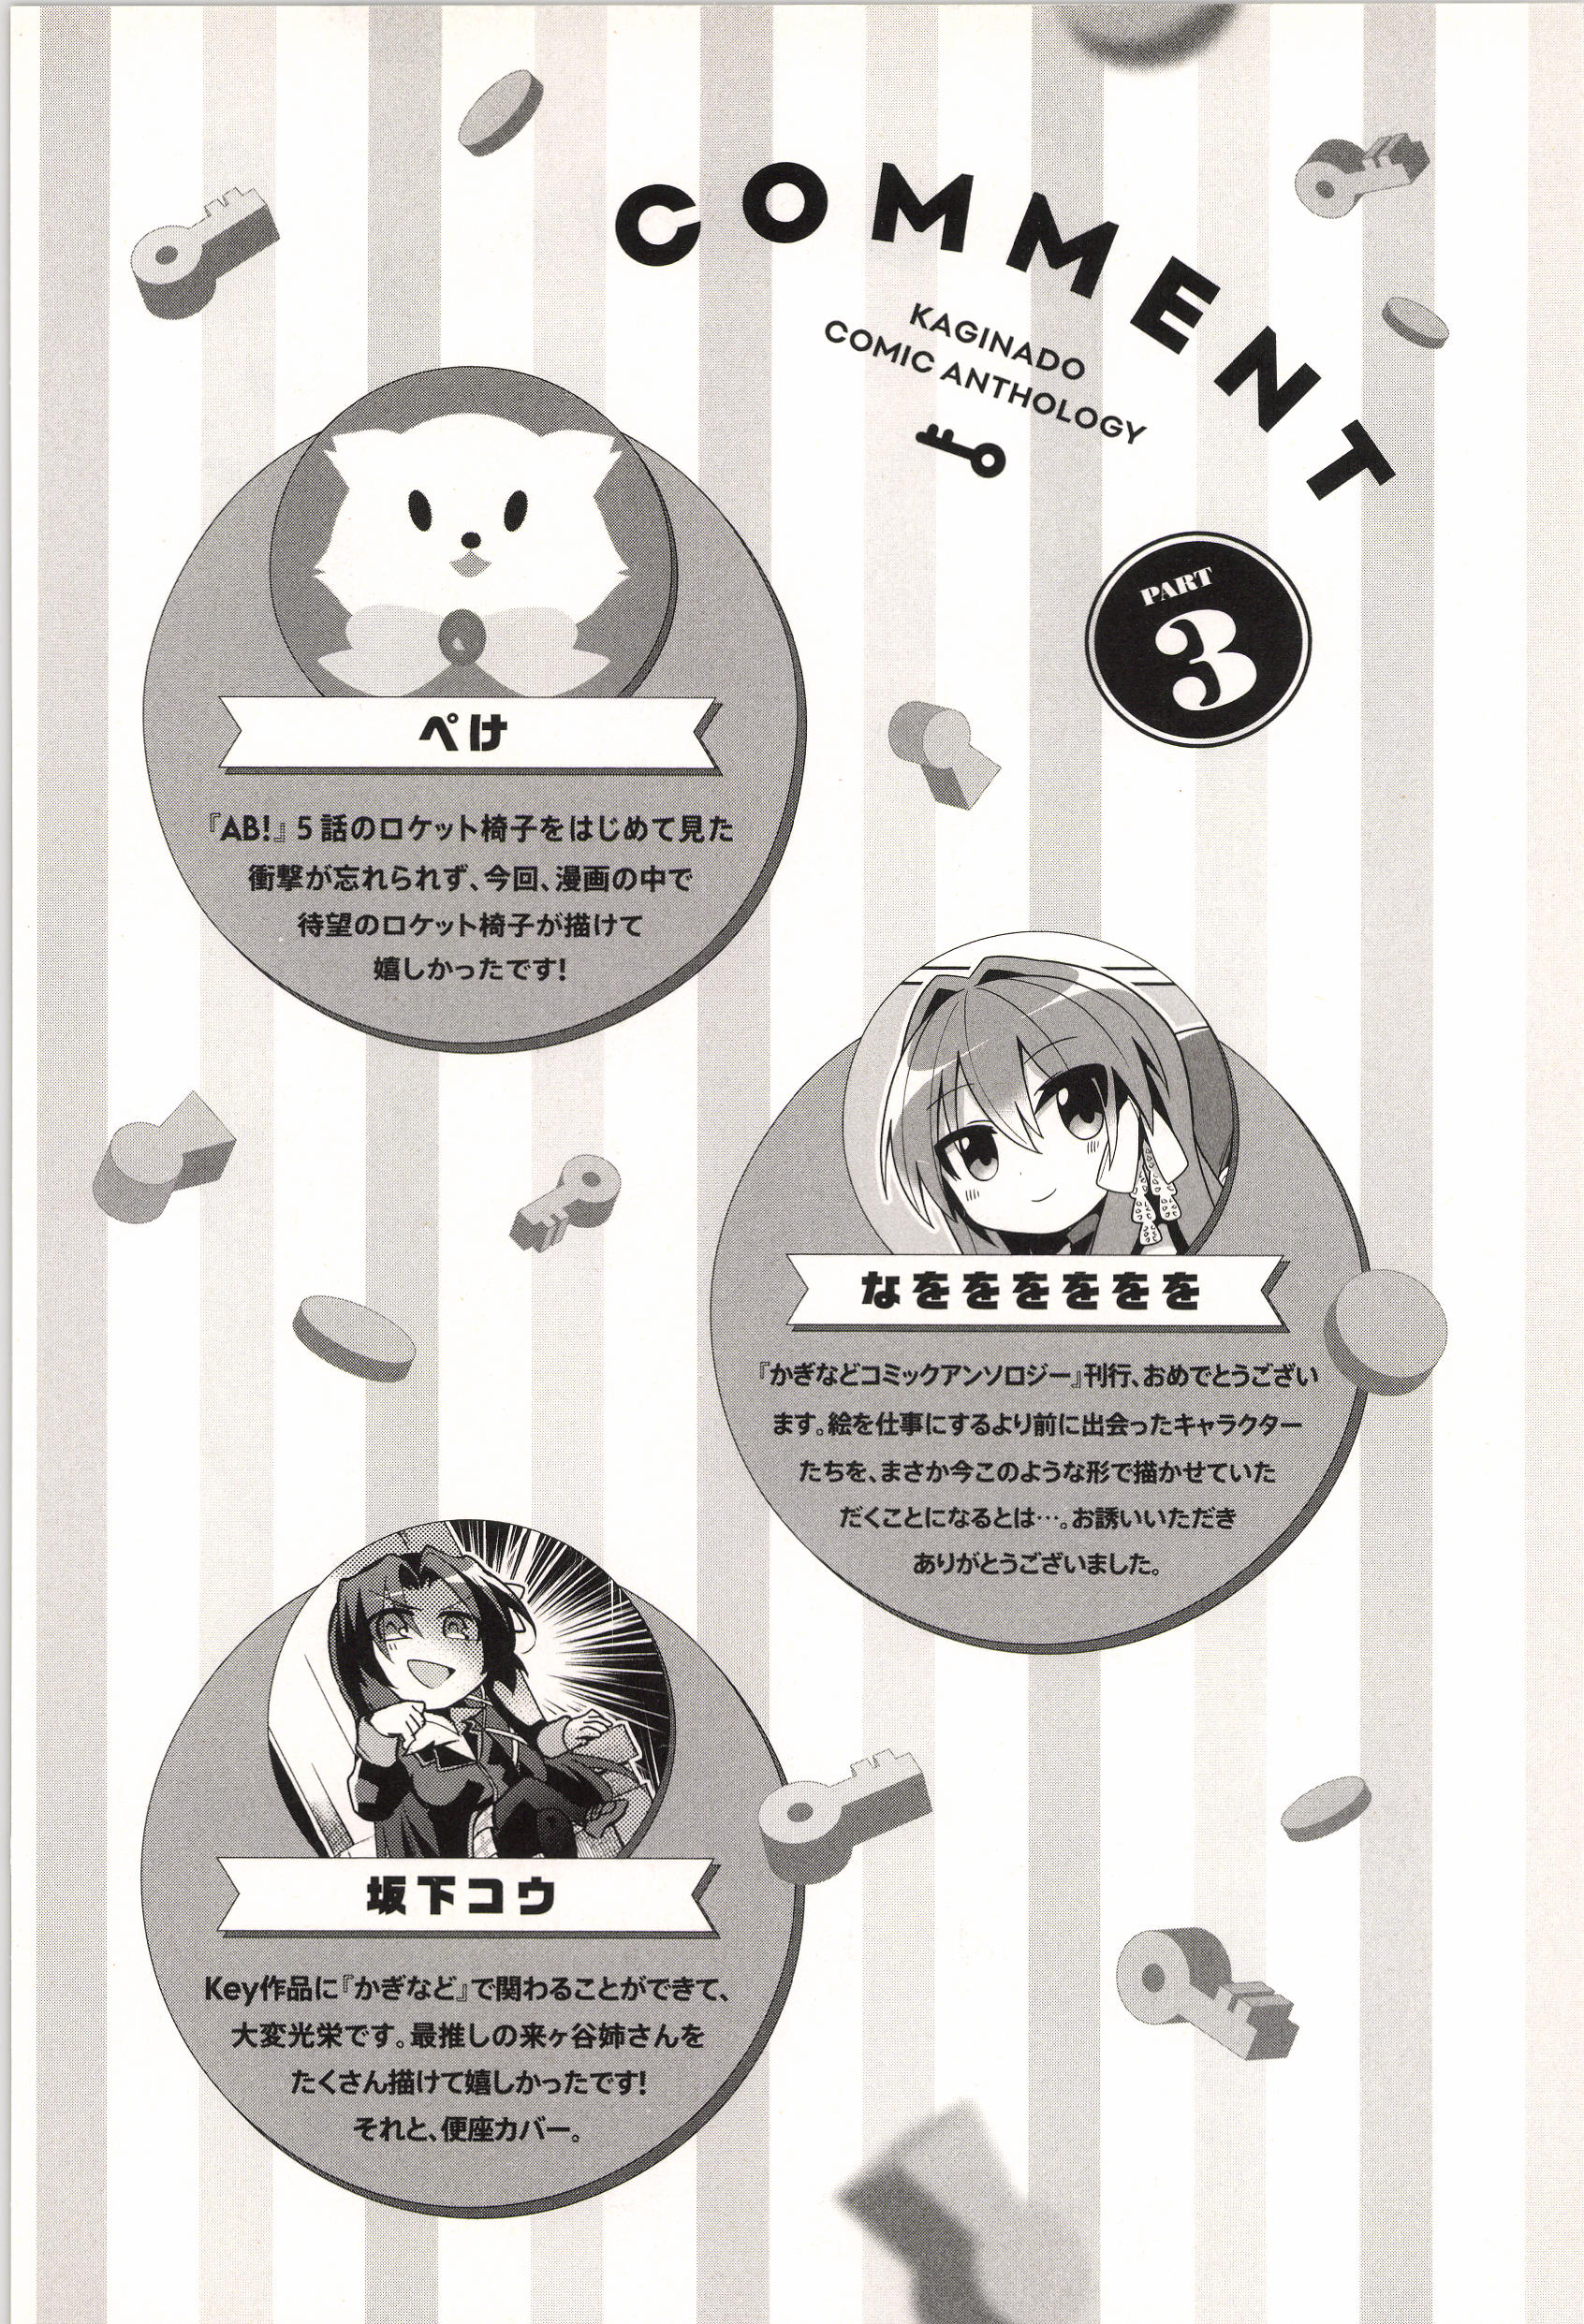 COMMENT
KAGINADO
COMIC ANTHOLOGY
PART
3
ぺけ
『AB!』5話のロケット椅子をはじめて見た
衝撃が忘れられず、今回、漫画の中で
待望のロケット椅子が描けて
嬉しかったです!
なををををををを
『かぎなどコミックアンソロジー』刊行、おめでとうござい
ます。絵を仕事にするより前に出会ったキャラクター
たちを、まさか今このような形で描かせていた
だくことになるとは…。お誘いいただき
ありがとうございました。
坂下コウ
Key作品に『かぎなど』で関わることができて、
大変光栄です。最推しの来ヶ谷姉さんを
たくさん描けて嬉しかったです!
それと、便座カバー。